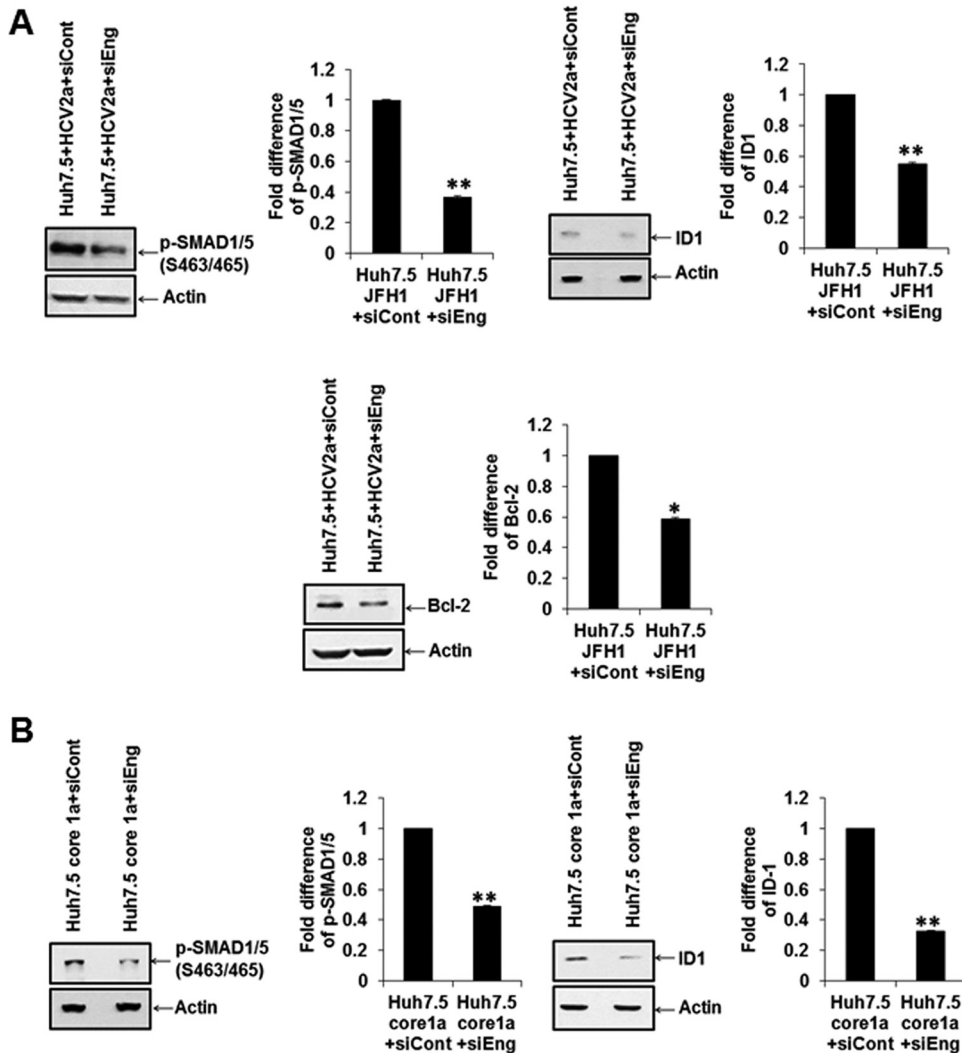 A
Huh7.5+HCV2a+siCont
Huh7.5+HCV2a+siEng
p-SMAD1/5
(S463/465)
Actin
Fold difference
of p-SMAD1/5
1.2
1
0.8
0.6
0.4
0.2
0
**
Huh7.5 Huh7.5
JFH1 JFH1
+siCont +siEng
Huh7.5+HCV2a+siCont
Huh7.5+HCV2a+siEng
ID1
Actin
Fold difference
of ID1
1.2
1
0.8
0.6
0.4
0.2
0
**
Huh7.5 Huh7.5
JFH1 JFH1
+siCont +siEng
Huh7.5+HCV2a+siCont
Huh7.5+HCV2a+siEng
Bcl-2
Actin
Fold difference
of Bcl-2
1.2
1
0.8
0.6
0.4
0.2
0
*
Huh7.5 Huh7.5
JFH1 JFH1
+siCont +siEng
B
Huh7.5 core 1a+siCont
Huh7.5 core 1a+siEng
p-SMAD1/5
(S463/465)
Actin
Fold difference
of p-SMAD1/5
1.2
1
0.8
0.6
0.4
0.2
0
**
Huh7.5 Huh7.5
core1a core1a
+siCont +siEng
Huh7.5 core 1a+siCont
Huh7.5 core 1a+siEng
ID1
Actin
Fold difference
of ID-1
1.2
1
0.8
0.6
0.4
0.2
0
**
Huh7.5 Huh7.5
core1a core1a
+siCont +siEng